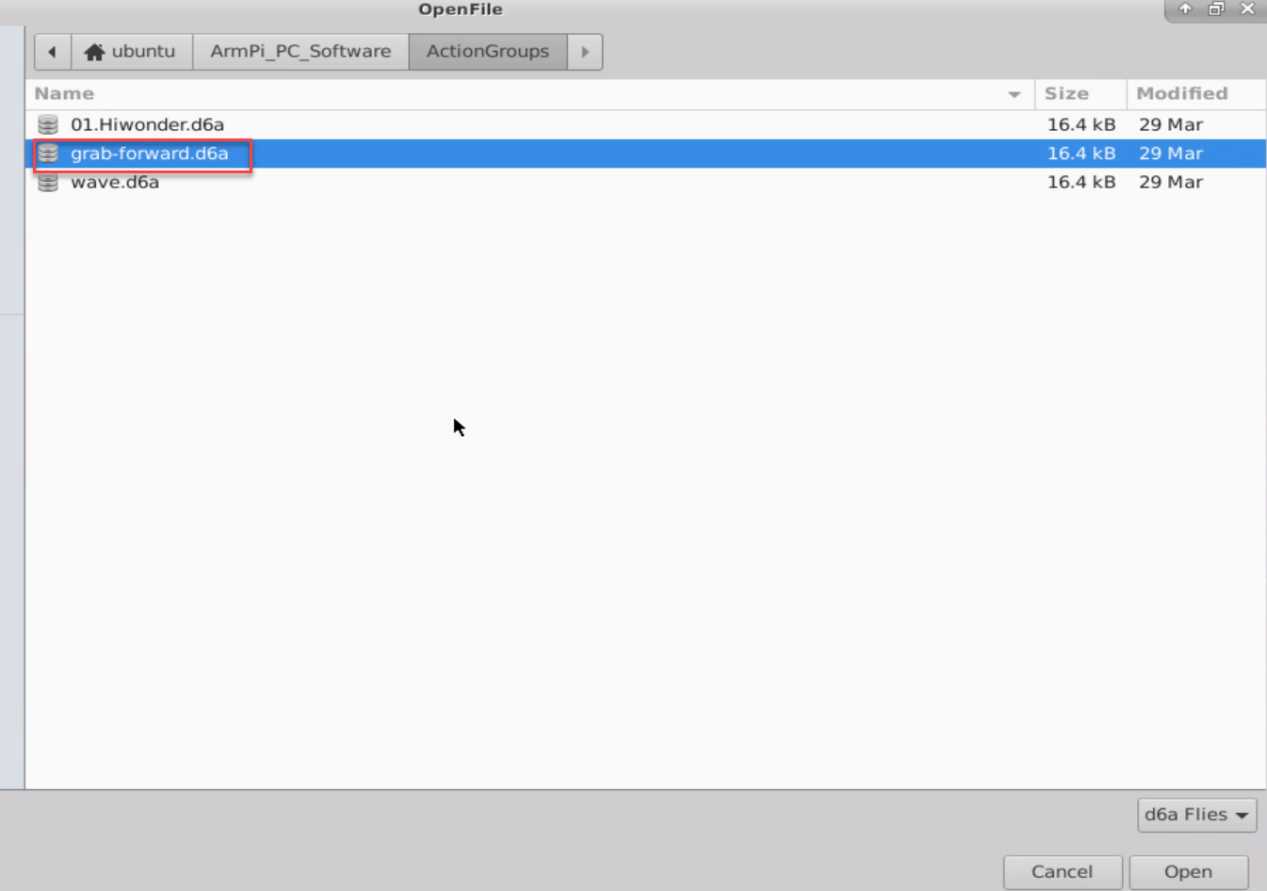 OpenFile
ubuntu ArmPi_PC_Software ActionGroups
Name Size Modified
01.Hiwonder.d6a 16.4 kB 29 Mar
grab-forward.d6a 16.4 kB 29 Mar
wave.d6a 16.4 kB 29 Mar
d6a Flies
Cancel Open